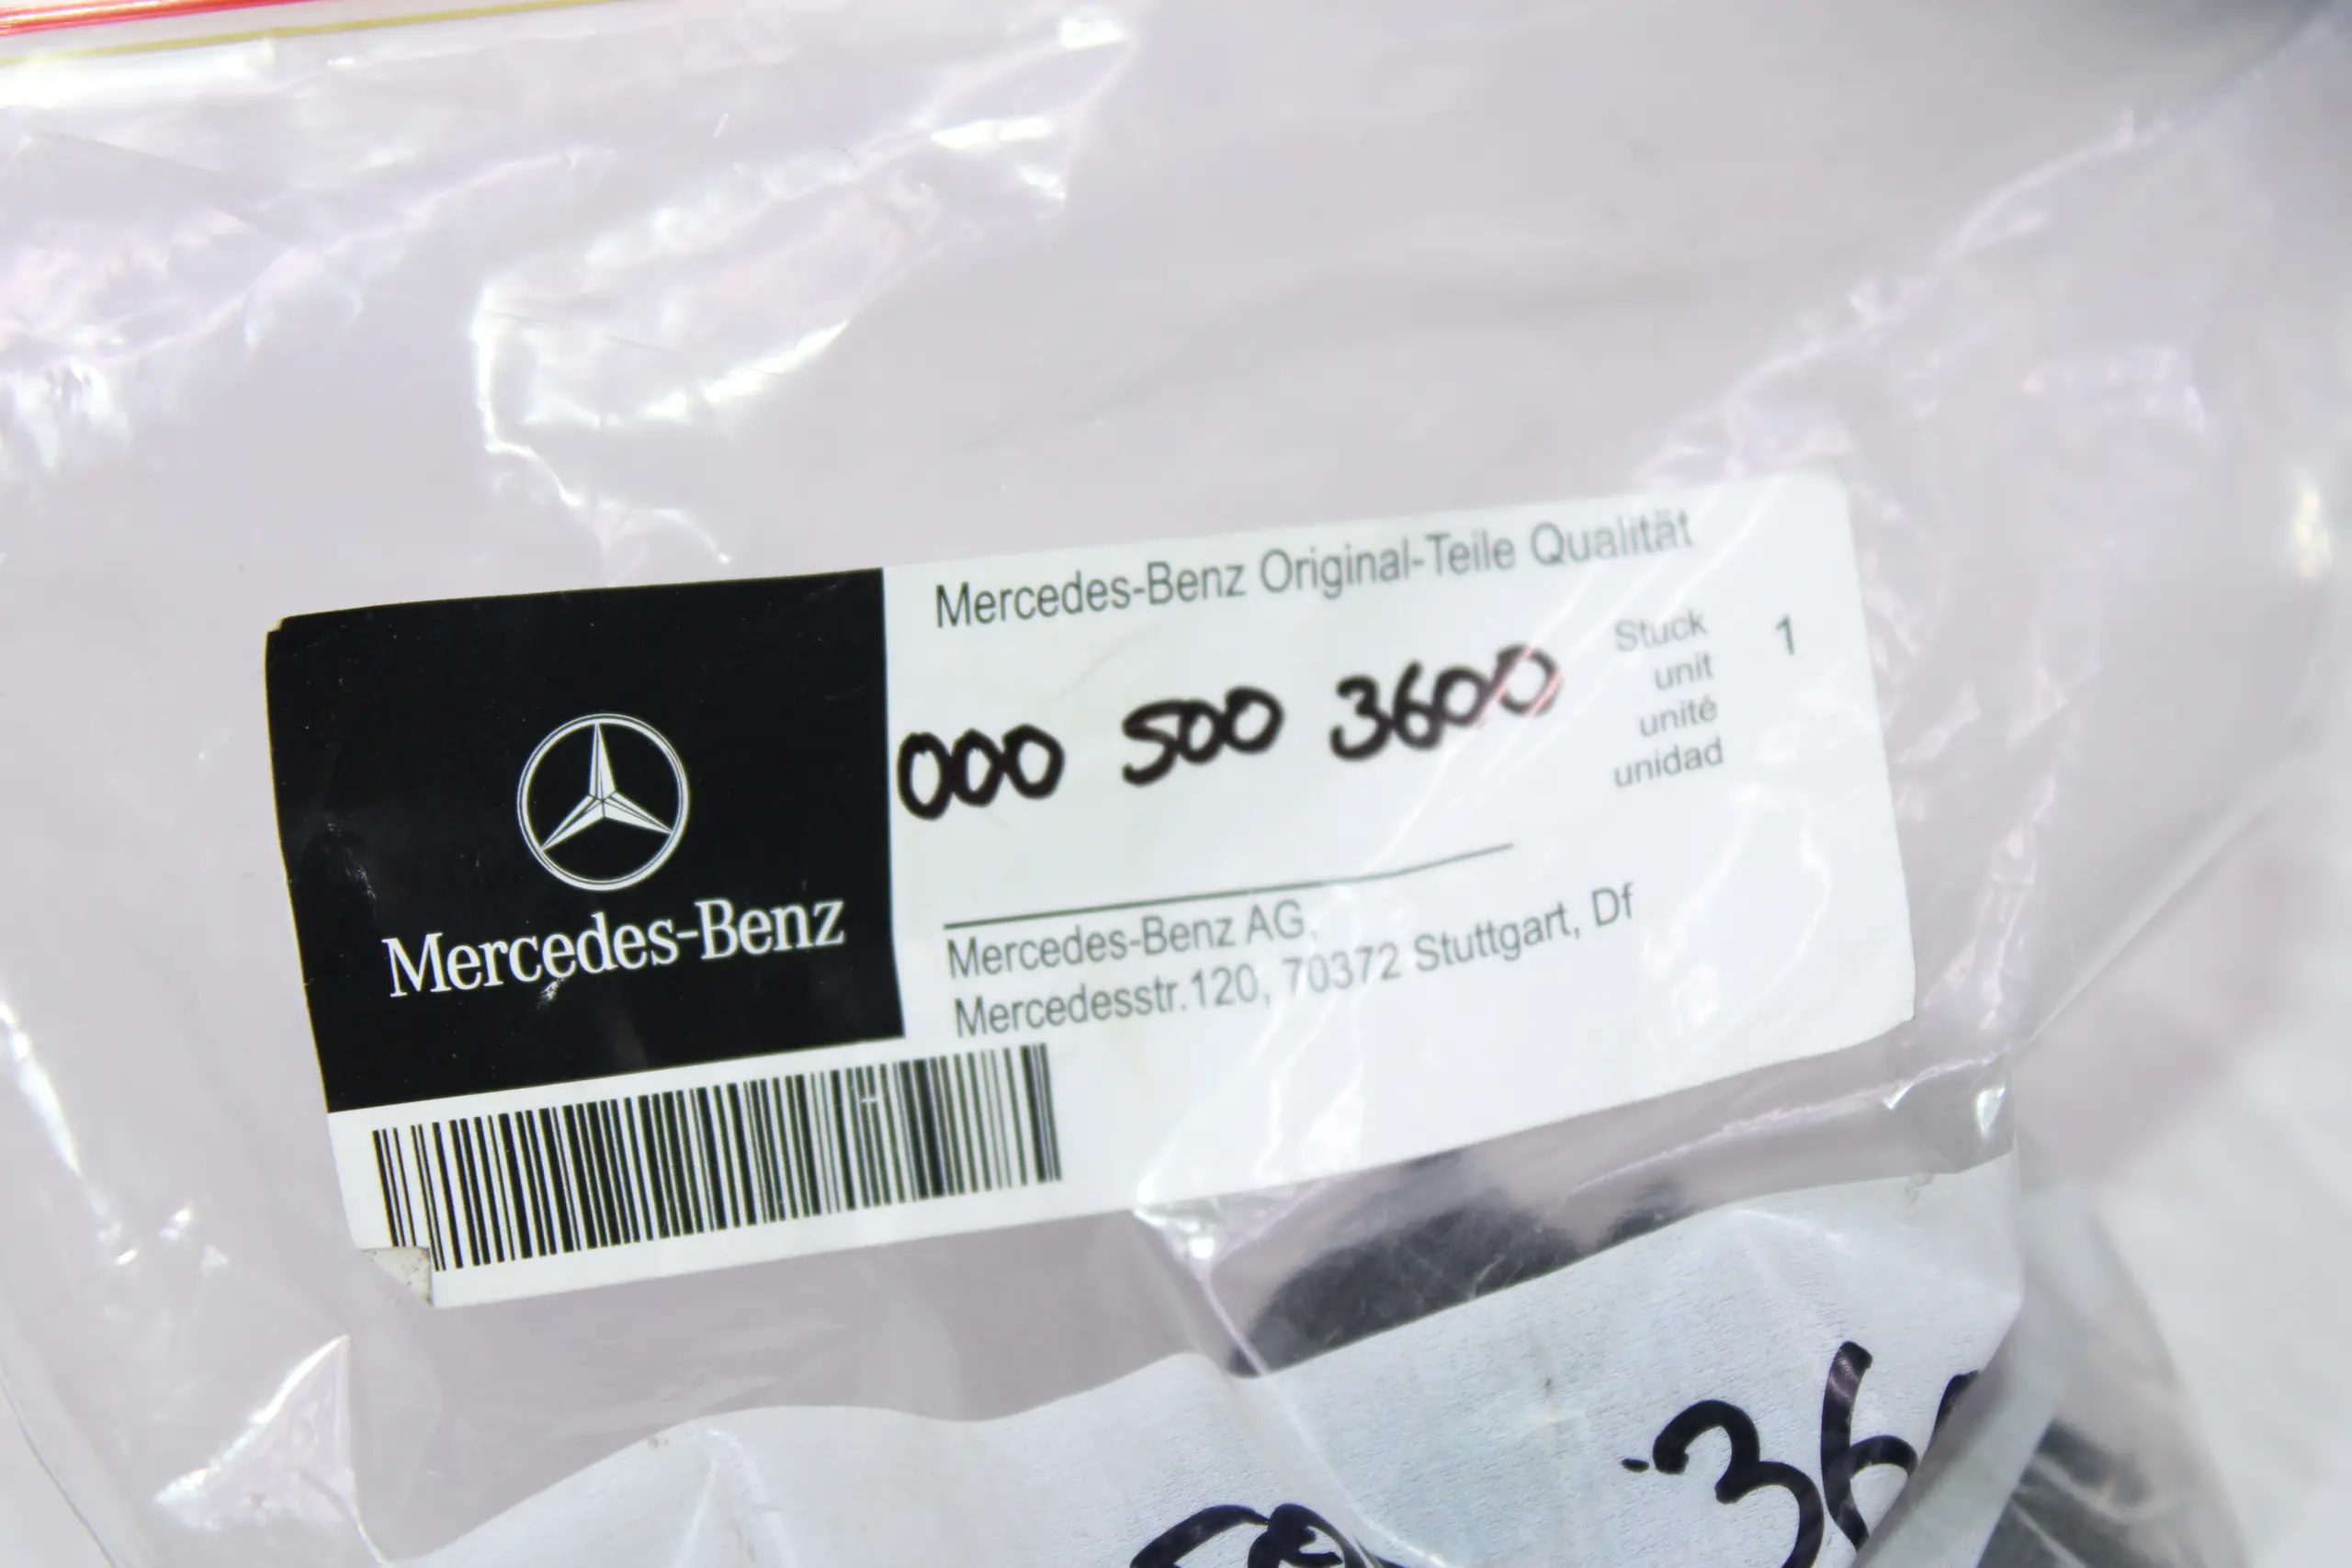 Mercedes-Benz
Mercedes-Benz Original-Teile Qualität
000 500 3600
Stuck 1
unit
unité
unidad
Mercedes-Benz AG,
Mercedesstr.120, 70372 Stuttgart, Df
36